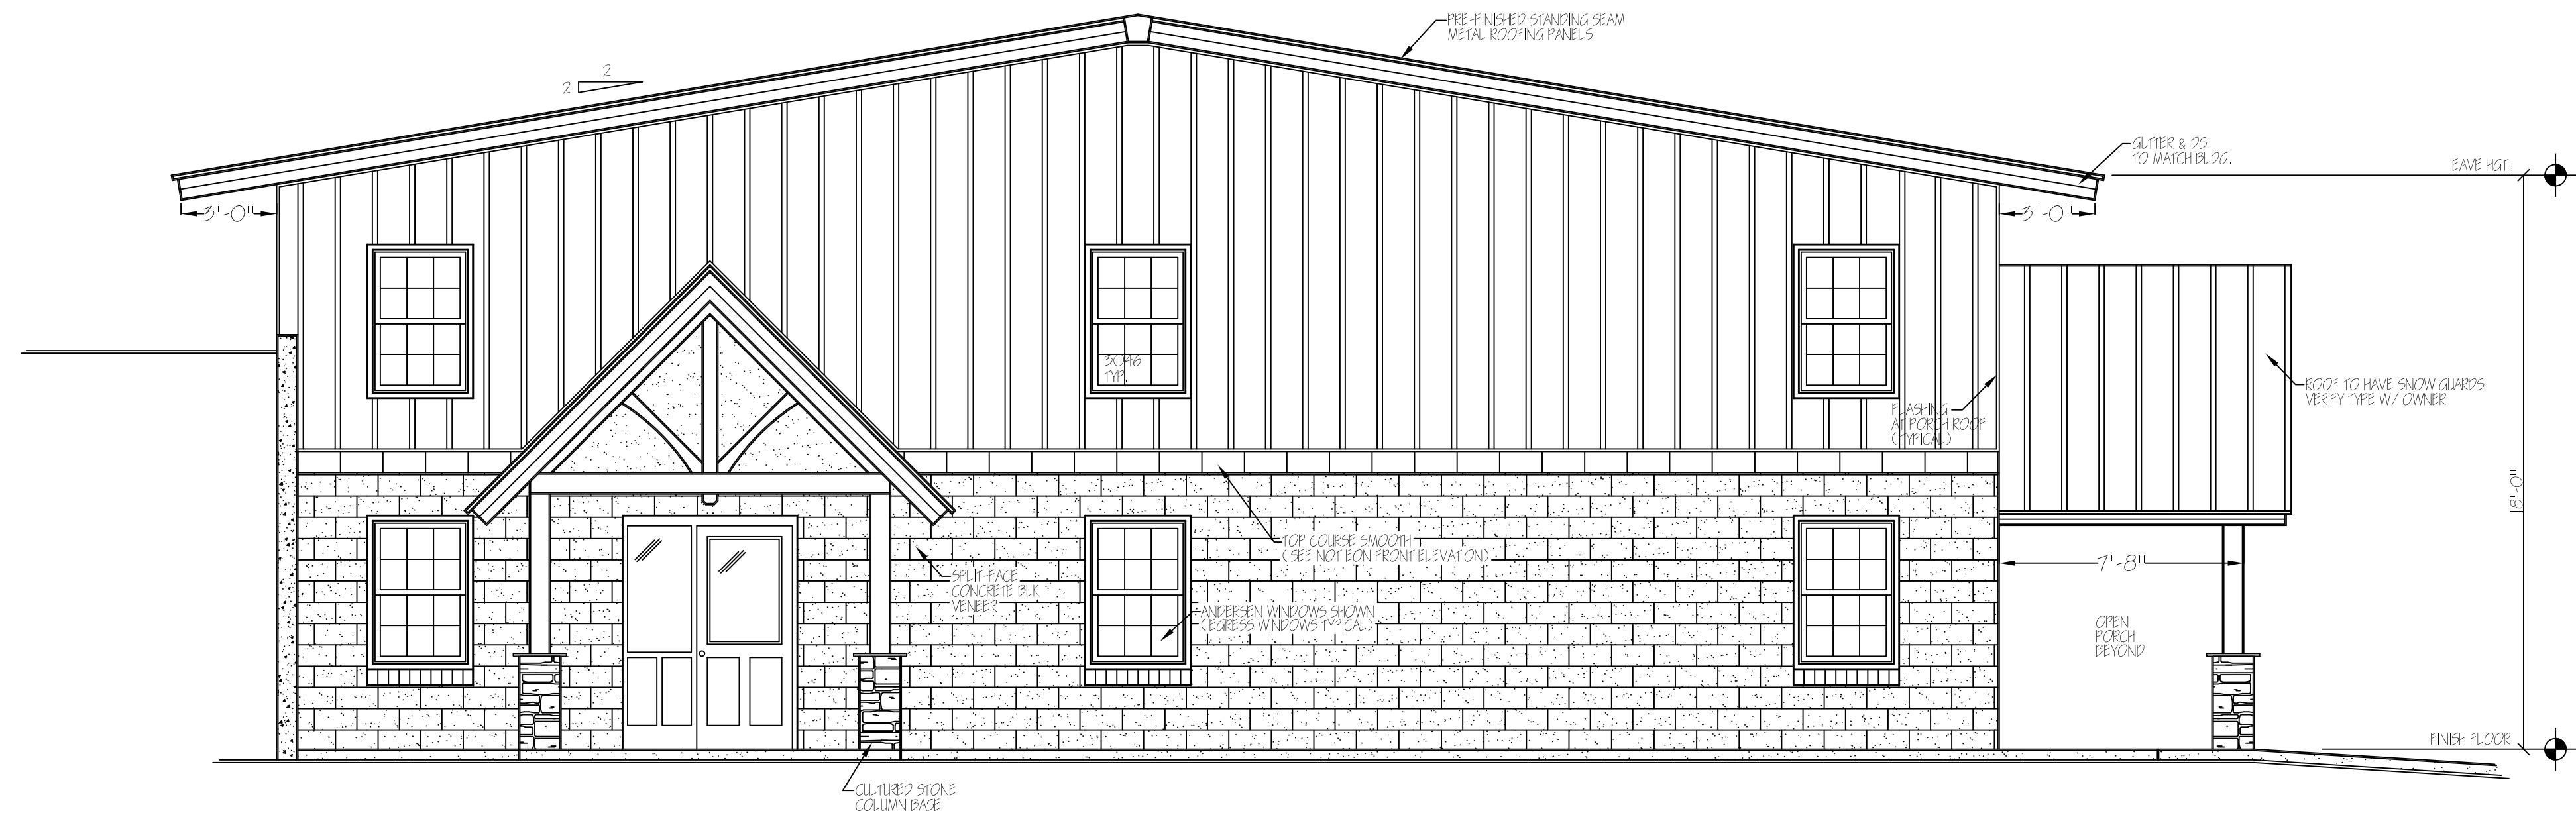 PRE-FINISHED STANDING SEAM
METAL ROOFING PANELS
12
2
GUTTER & DS
TO MATCH BLDG.
EAVE HGT.
3'-0"
3'-0"
3046
TYP.
ROOF TO HAVE SNOW GUARDS
VERIFY TYPE W/ OWNER
FLASHING
AT PORCH ROOF
(TYPICAL)
18'-0"
TOP COURSE SMOOTH
(SEE NOT EON FRONT ELEVATION)
7'-8"
SPLIT-FACE
CONCRETE BLK
VENEER
ANDERSEN WINDOWS SHOWN
(EGRESS WINDOWS TYPICAL)
OPEN
PORCH
BEYOND
FINISH FLOOR
CULTURED STONE
COLUMN BASE